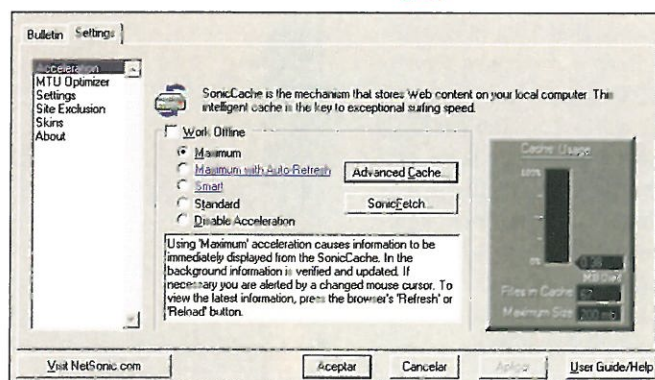 Bulletin Settings
Acceleration
MTU Optimizer
Settings
Site Exclusion
Skins
About
SonicCache is the mechanism that stores Web content on your local computer. This
intelligent cache is the key to exceptional surfing speed.
Work Offline
Maximum
Maximum with Auto-Refresh
Smart
Standard
Disable Acceleration
Advanced Cache...
SonicFetch...
Using 'Maximum' acceleration causes information to be
immediately displayed from the SonicCache. In the
background information is verified and updated. If
necessary you are alerted by a changed mouse cursor. To
view the latest information, press the browser's 'Refresh' or
'Reload' button.
Cache Usage
100%
0%
Files in Cache 87
Maximum Size 200 mb
Visit NetSonic.com
Aceptar
Cancelar
Aplicar
User Guide/Help